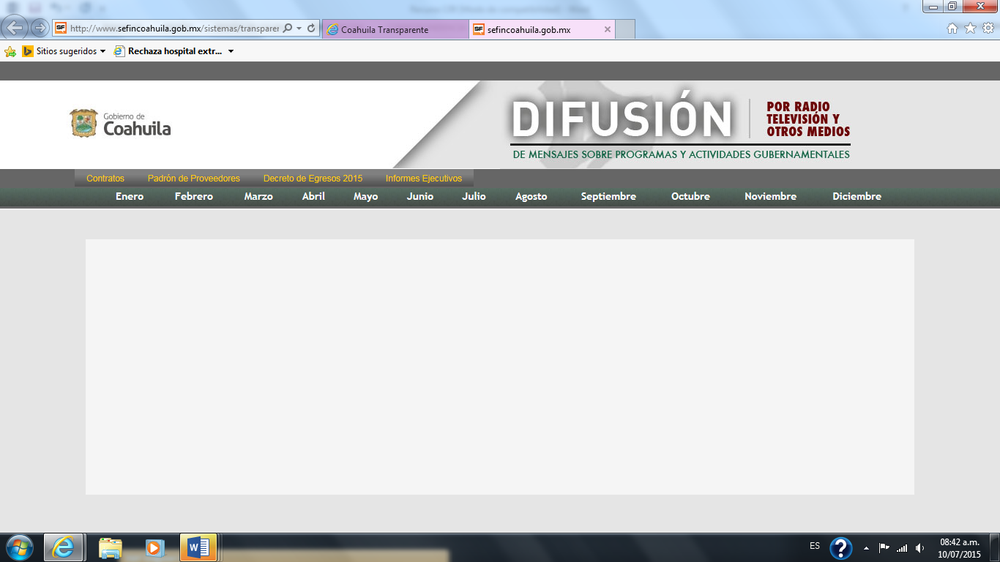 http://www.sefincoahuila.gob.mx/sistemas/transparen
Coahuila Transparente
sefincoahuila.gob.mx
Sitios sugeridos
Rechaza hospital extr...
Gobierno de
Coahuila
DIFUSIÓN
POR RADIO
TELEVISIÓN Y
OTROS MEDIOS
DE MENSAJES SOBRE PROGRAMAS Y ACTIVIDADES GUBERNAMENTALES
Contratos Padrón de Proveedores Decreto de Egresos 2015 Informes Ejecutivos
Enero Febrero Marzo Abril Mayo Junio Julio Agosto Septiembre Octubre Noviembre Diciembre
ES
08:42 a.m.
10/07/2015